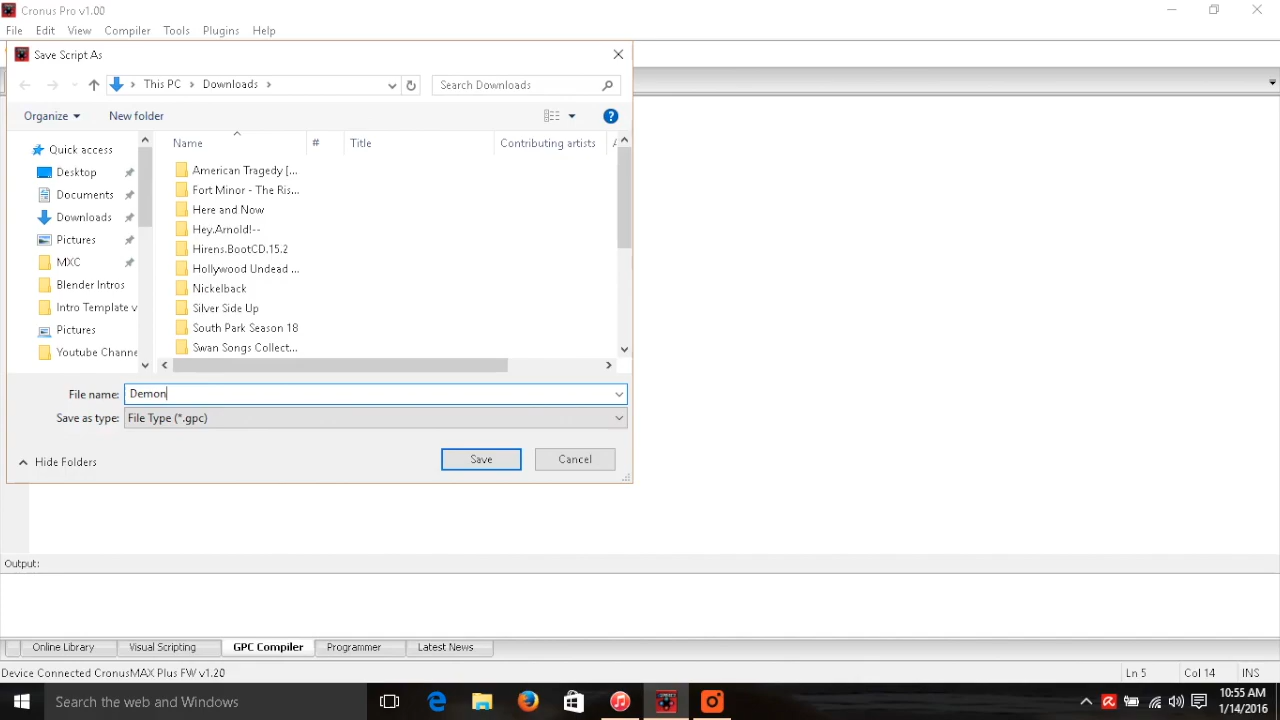 Cronus Pro v1.00
File Edit View Compiler Tools Plugins Help
Save Script As
This PC > Downloads >
Search Downloads
Organize
New folder
Quick access
Desktop
Documents
Downloads
Pictures
MXC
Blender Intros
Intro Template v
Pictures
Youtube Channe
Name # Title Contributing artists
American Tragedy [...
Fort Minor - The Ris...
Here and Now
Hey.Arnold!--
Hirens.BootCD.15.2
Hollywood Undead ...
Nickelback
Silver Side Up
South Park Season 18
Swan Songs Collect...
File name: Demon
Save as type: File Type (*.gpc)
Hide Folders
Save
Cancel
Output:
Online Library Visual Scripting GPC Compiler Programmer Latest News
Device Connected CronusMAX Plus FW v1.20
Ln 5 Col 14 INS
Search the web and Windows
10:55 AM
1/14/2016